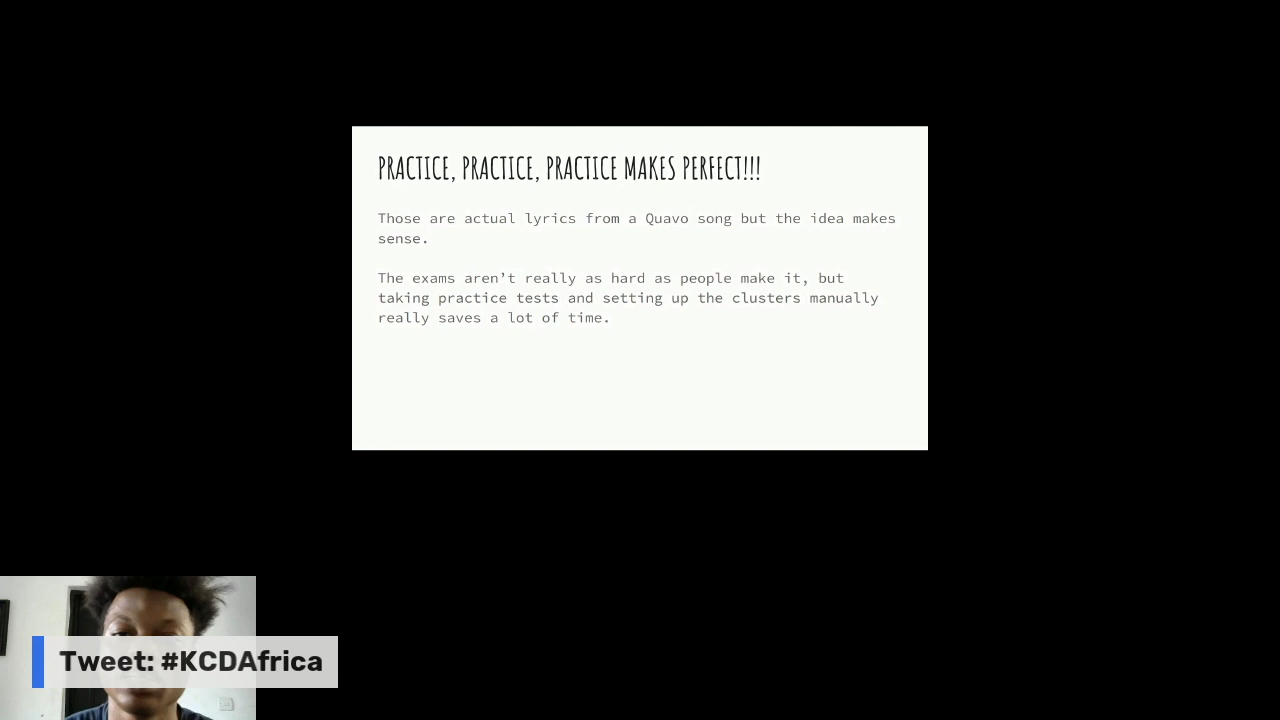 PRACTICE, PRACTICE, PRACTICE MAKES PERFECT!!!
Those are actual lyrics from a Quavo song but the idea makes
sense.
The exams aren’t really as hard as people make it, but
taking practice tests and setting up the clusters manually
really saves a lot of time.
Tweet: #KCDAfrica